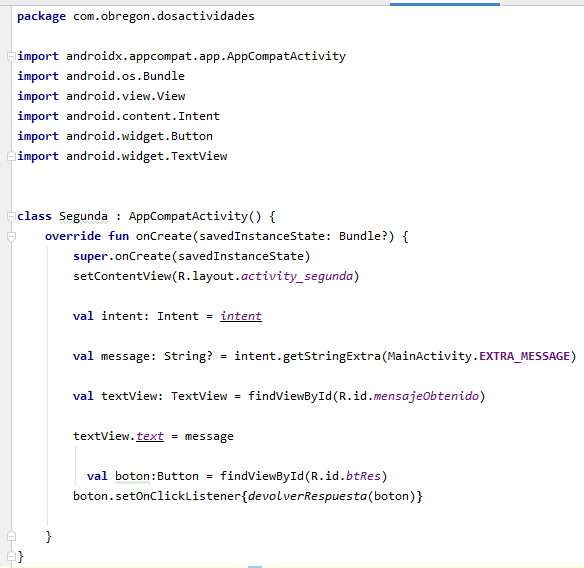 package com.obregon.dosactividades
import androidx.appcompat.app.AppCompatActivity
import android.os.Bundle
import android.view.View
import android.content.Intent
import android.widget.Button
import android.widget.TextView
class Segunda : AppCompatActivity() {
override fun onCreate(savedInstanceState: Bundle?) {
super.onCreate(savedInstanceState)
setContentView(R.layout.activity_segunda)
val intent: Intent = intent
val message: String? = intent.getStringExtra(MainActivity.EXTRA_MESSAGE)
val textView: TextView = findViewById(R.id.mensajeObtenido)
textView.text = message
val boton:Button = findViewById(R.id.btRes)
boton.setOnClickListener{devolverRespuesta(boton)}
}
}